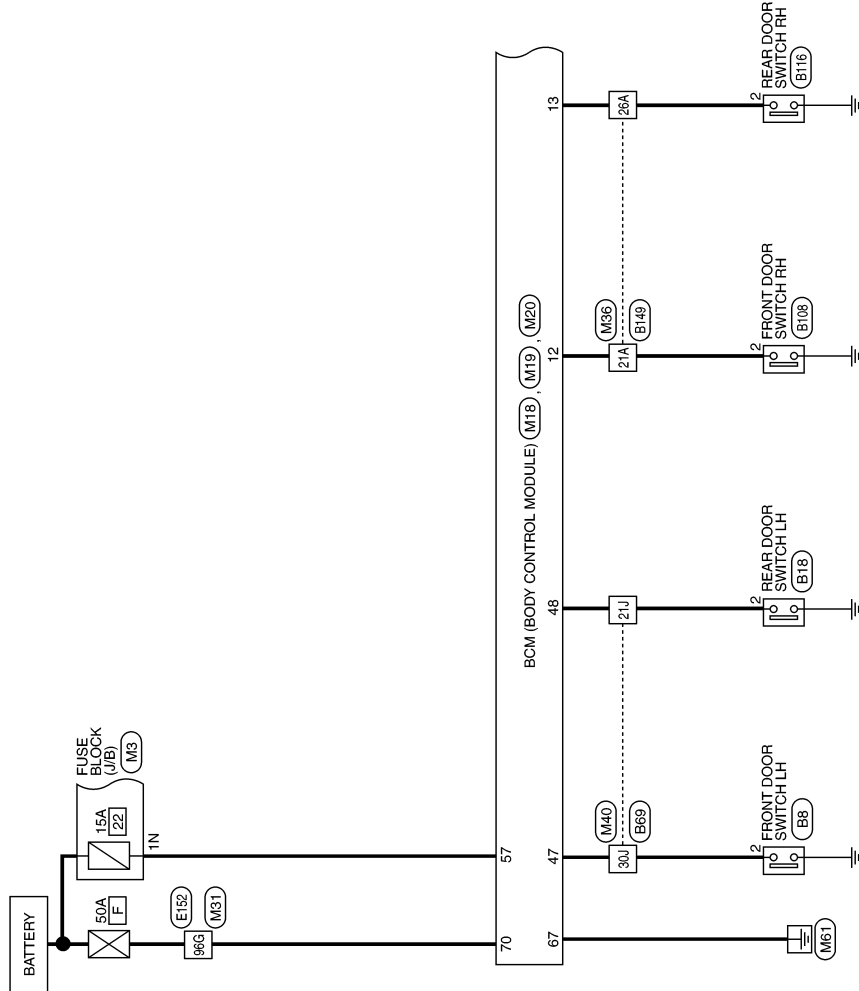 BATTERY
50A
F
15A
22
FUSE
BLOCK
(J/B)
M3
1N
E152
96G
M31
70
57
BCM (BODY CONTROL MODULE) M18 , M19 , M20
67
47
48
12
13
M40
30J
B69
21J
M36
21A
B149
26A
M61
2
FRONT DOOR
SWITCH LH
B8
2
REAR DOOR
SWITCH LH
B18
2
FRONT DOOR
SWITCH RH
B108
2
REAR DOOR
SWITCH RH
B116